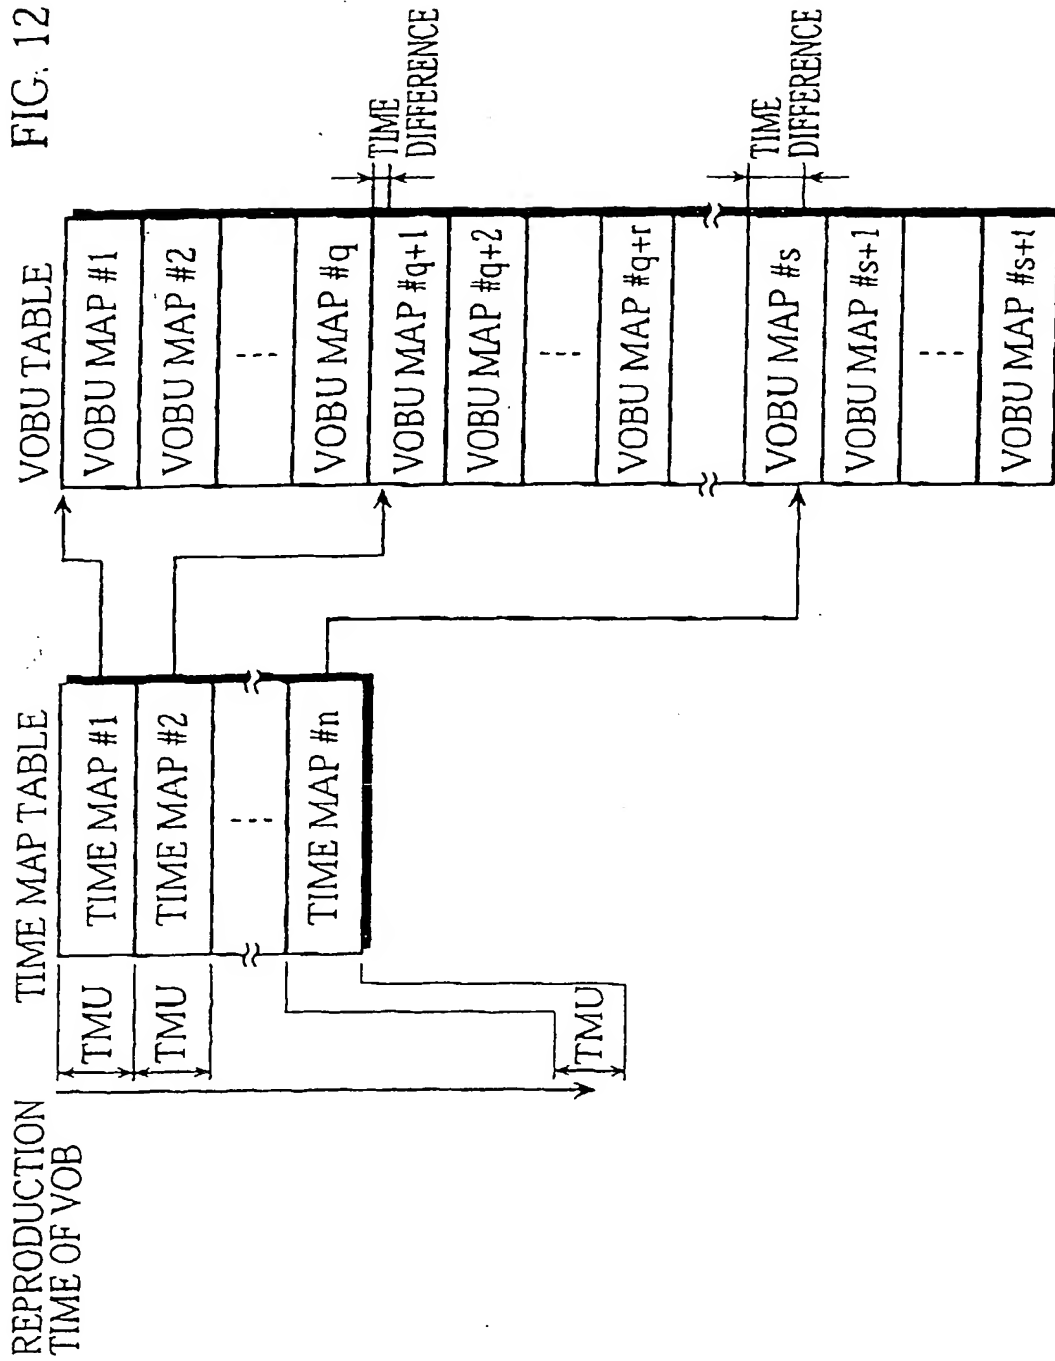 FIG. 12
REPRODUCTION
TIME OF VOB
TIME MAP TABLE
VOBU TABLE
TMU
TMU
TMU
TIME MAP #1
TIME MAP #2
TIME MAP #n
VOBU MAP #1
VOBU MAP #2
VOBU MAP #q
VOBU MAP #q+1
VOBU MAP #q+2
VOBU MAP #q+r
VOBU MAP #s
VOBU MAP #s+1
VOBU MAP #s+t
TIME
DIFFERENCE
TIME
DIFFERENCE